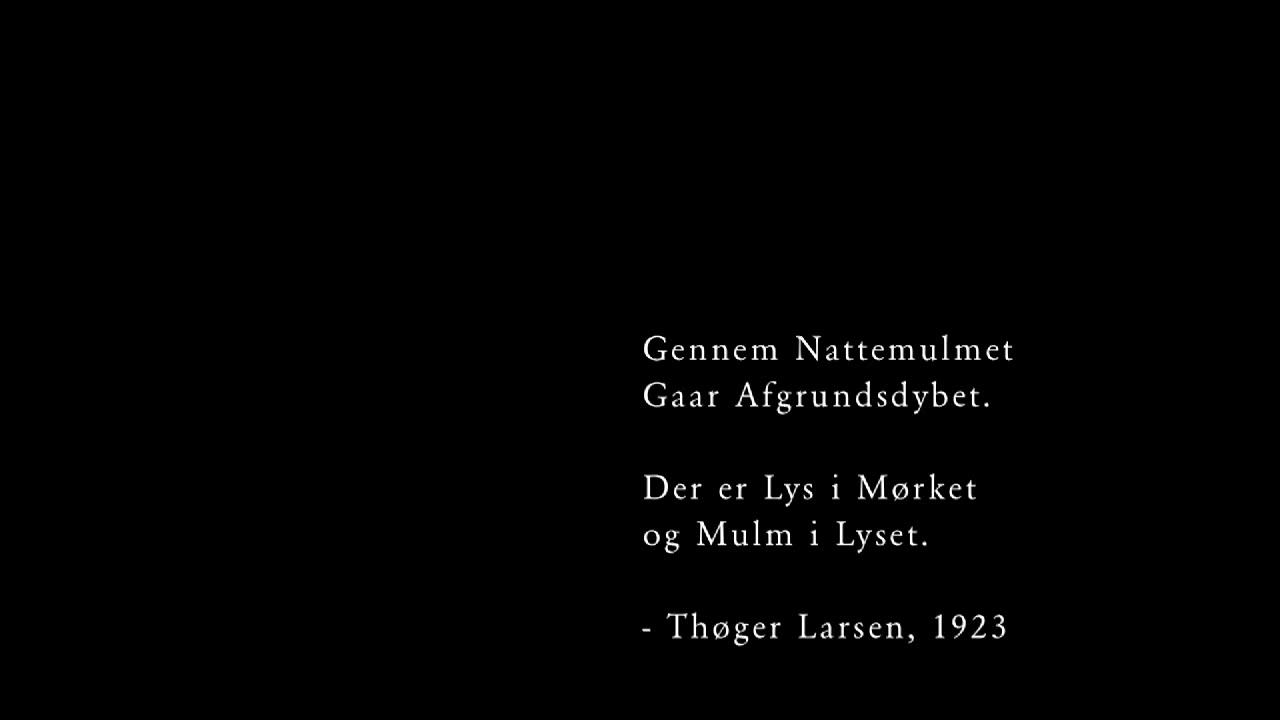 Gennem Nattemulmet
Gaar Afgrundsdybet.
Der er Lys i Mørket
og Mulm i Lyset.
- Thøger Larsen, 1923